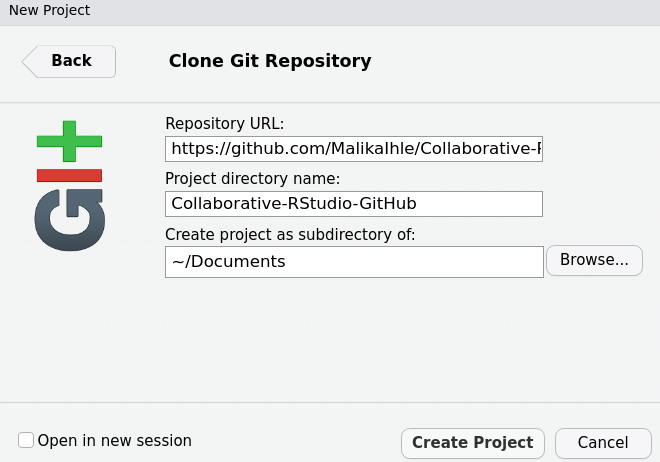 New Project
Back
Clone Git Repository
Repository URL:
https://github.com/MalikaIhle/Collaborative-
Project directory name:
Collaborative-RStudio-GitHub
Create project as subdirectory of:
~/Documents
Browse...
GIT
Open in new session
Create Project
Cancel